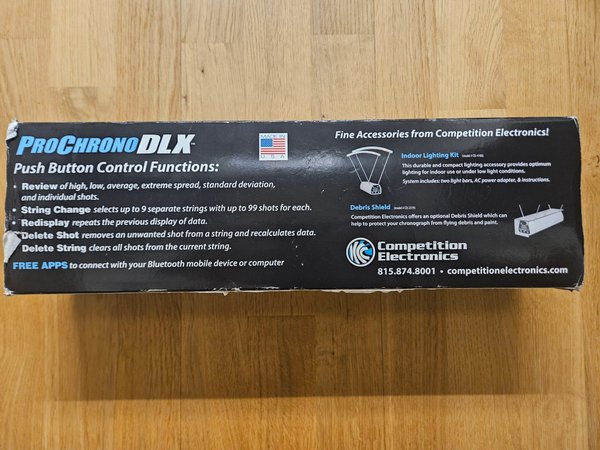 PROCHRONO DLX™
MADE IN
U S A
Push Button Control Functions:
• Review of high, low, average, extreme spread, standard deviation,
and individual shots.
• String Change selects up to 9 separate strings with up to 99 shots for each.
• Redisplay repeats the previous display of data.
Delete Shot removes an unwanted shot from a string and recalculates data.
Delete String clears all shots from the current string.
FREE APPS to connect with your Bluetooth mobile device or computer
Fine Accessories from Competition Electronics!
Indoor Lighting Kit
This durable and compact lighting accessory provides optimum
lighting for indoor use or under low light conditions.
System includes: two light bars, AC power adapter, & instructions.
Debris Shield
Competition Electronics offers an optional Debris Shield which can
help to protect your chronograph from flying debris and paint.
Competition
Electronics
815.874.8001 • competitionelectronics.com